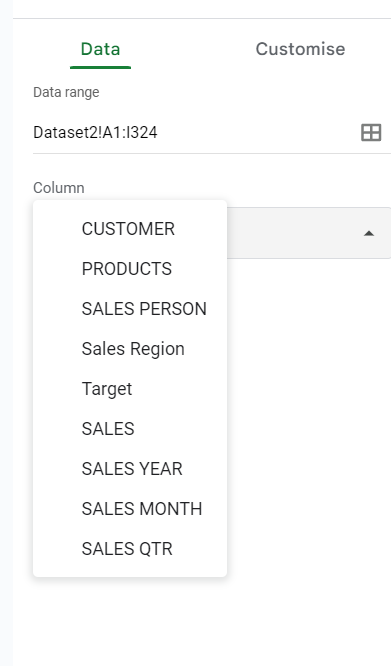 Data Customise
Data range
Dataset2!A1:I324
Column
CUSTOMER
PRODUCTS
SALES PERSON
Sales Region
Target
SALES
SALES YEAR
SALES MONTH
SALES QTR